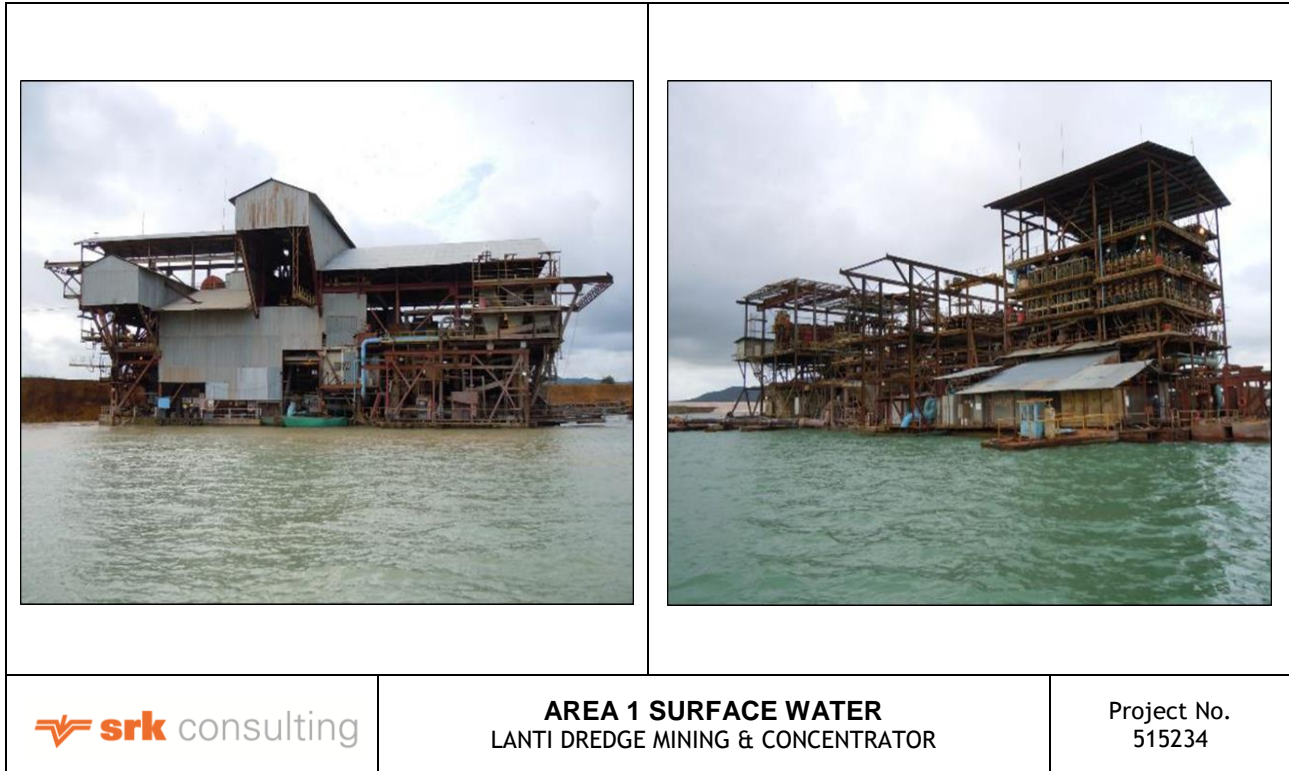 srk consulting
AREA 1 SURFACE WATER
LANTI DREDGE MINING & CONCENTRATOR
Project No.
515234